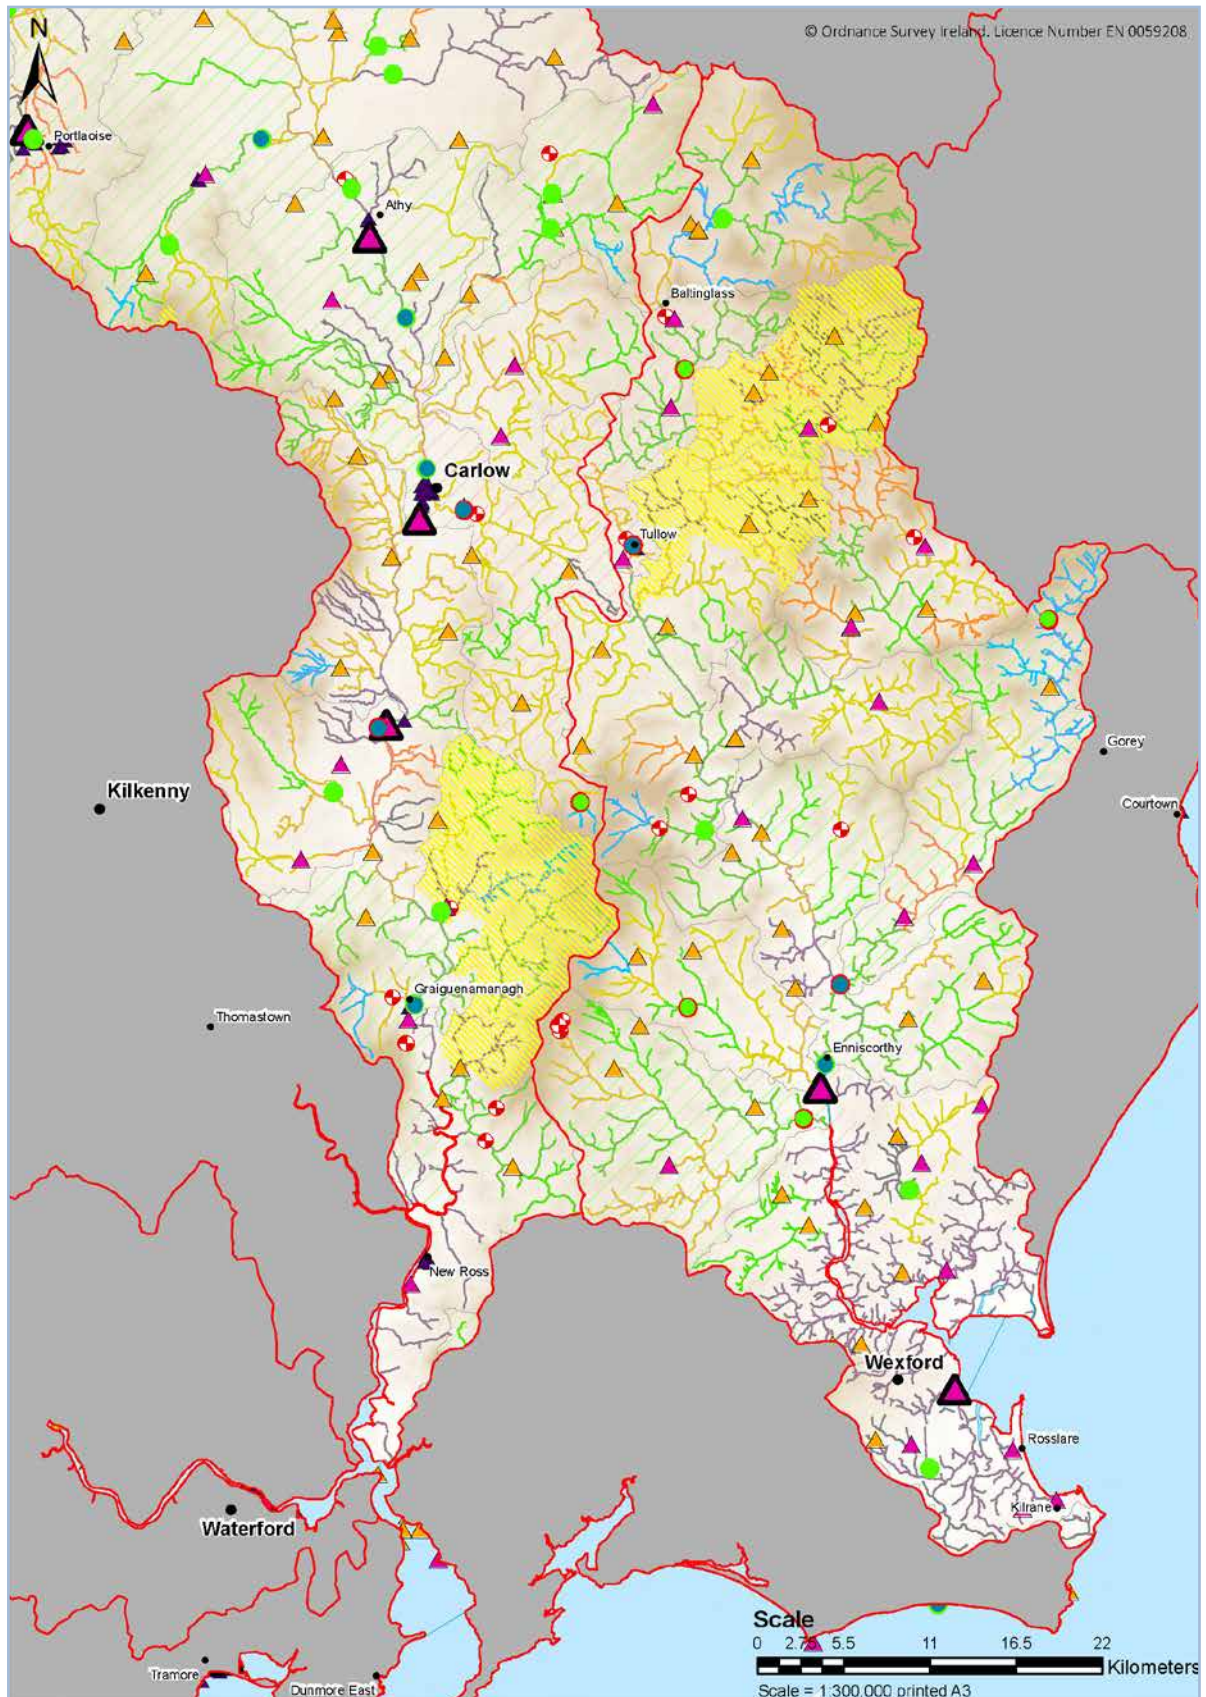 N
© Ordnance Survey Ireland. Licence Number EN 0059208
Portlaoise
Athy
Baltinglass
Carlow
Tullow
Gorey
Kilkenny
Courtown
Graiguenamanagh
Thomastown
Enniscorthy
New Ross
Wexford
Rosslare
Kilrane
Waterford
Scale
0 2.75 5.5 11 16.5 22
Kilometers
Tramore
Dunmore East
Scale = 1:300,000 printed A3